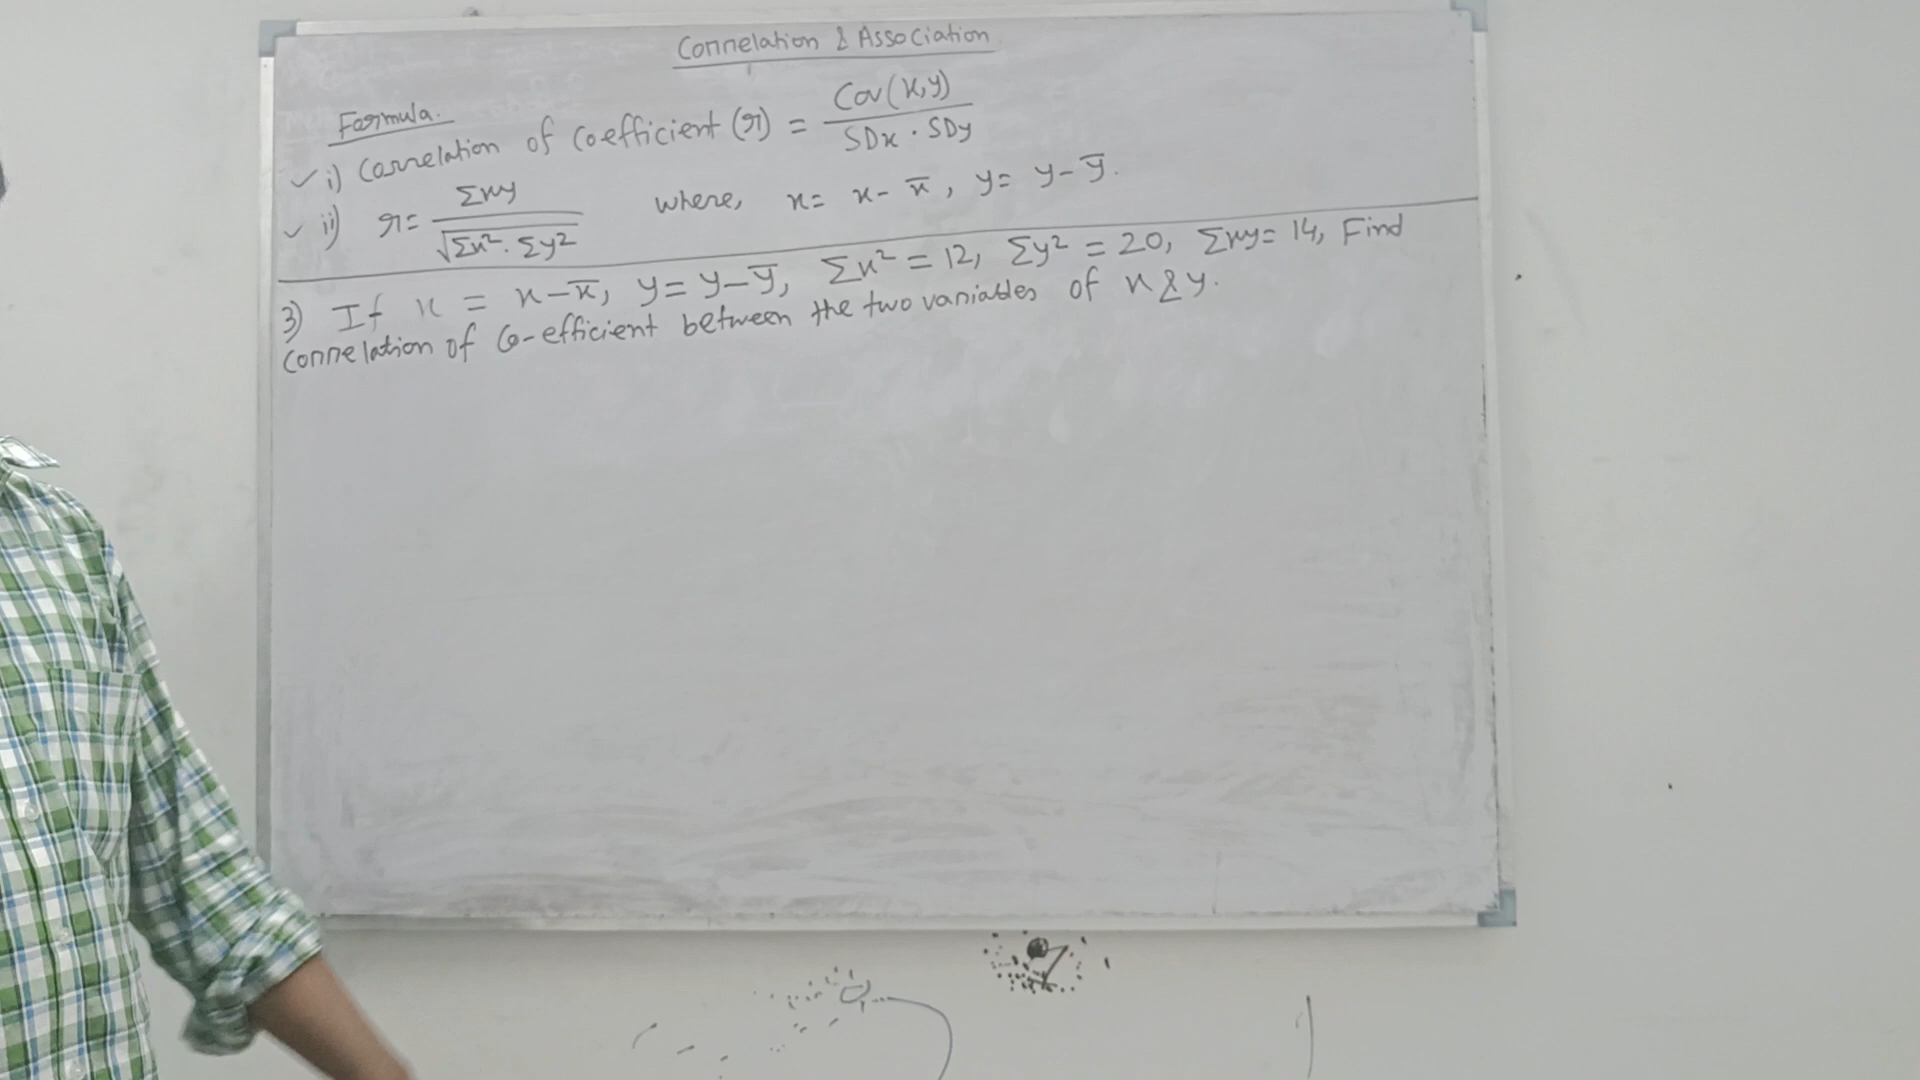 Correlation & Association
Formula.
i) Correlation of Coefficient (r) = Cov(x,y) / SDx · SDy
ii) r = Σxy / √Σx² · Σy² where, x = x - x̅, y = y - y̅.
3) If x = x - x̅, y = y - y̅, Σx² = 12, Σy² = 20, Σxy = 14, Find
Correlation of Co-efficient between the two variables of x & y.